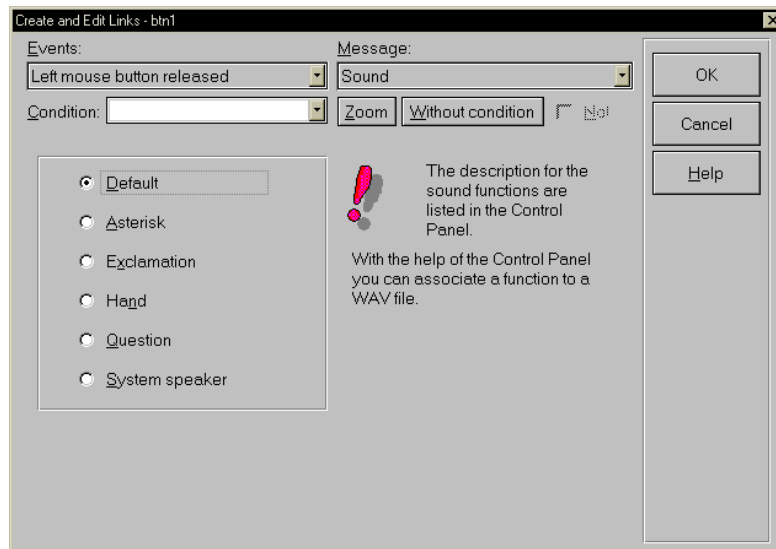 Create and Edit Links - btn1
Events:
Message:
Left mouse button released
Sound
Condition:
Zoom
Without condition
Not
OK
Cancel
Help
Default
Asterisk
Exclamation
Hand
Question
System speaker
The description for the
sound functions are
listed in the Control
Panel.
With the help of the Control Panel
you can associate a function to a
WAV file.